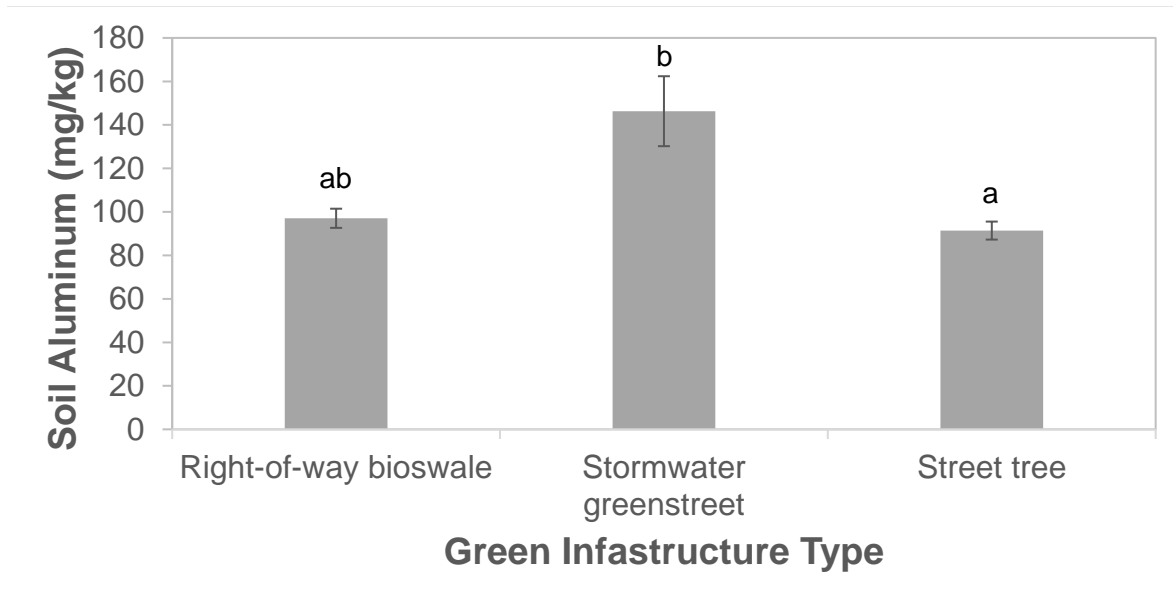 Soil Aluminum (mg/kg)
180
160
140
120
100
80
60
40
20
0
ab
b
a
Right-of-way bioswale
Stormwater
greenstreet
Street tree
Green Infastructure Type